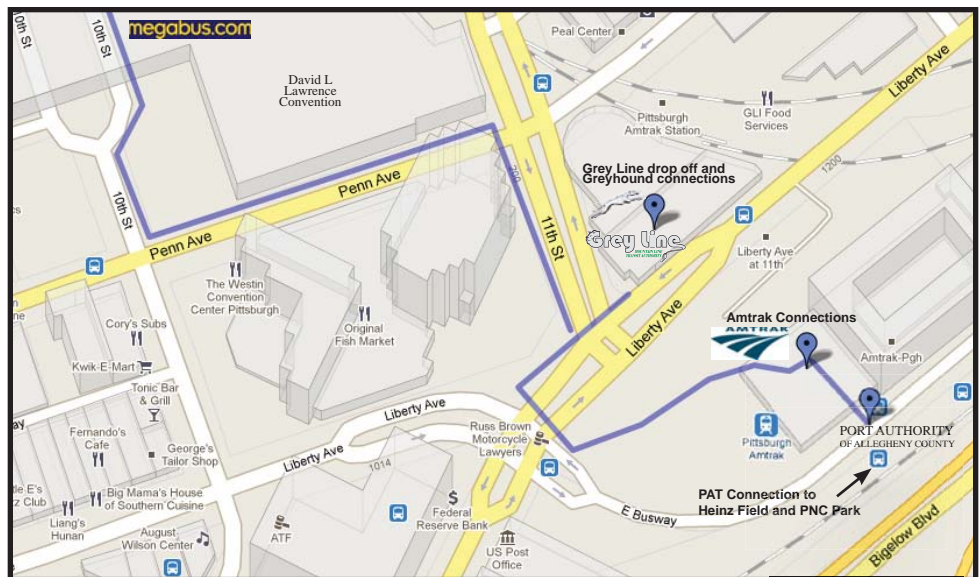 10th St
10th St
megabus.com
Peal Center
Liberty Ave
David L
Lawrence
Convention
Pittsburgh
Amtrak Station
GLI Food
Services
1200
Grey Line drop off and
Greyhound connections
Penn Ave
10th St
Penn Ave
11th St
Grey Line
Liberty Ave
at 11th
The Westin
Convention
Center Pittsburgh
Original
Fish Market
Cory's Subs
Liberty Ave
Amtrak Connections
AMTRAK
Amtrak-Pgh
Kwik-E-Mart
Tonic Bar
& Grill
Liberty Ave
Russ Brown
Motorcycle
Lawyers
Pittsburgh
Amtrak
PORT AUTHORITY
OF ALLEGHENY COUNTY
Fernando's
Cafe
George's
Tailor Shop
Liberty Ave
1014
Big Mama's House
of Southern Cuisine
Liang's
Hunan
August
Wilson Center
ATF
Federal
Reserve Bank
US Post
Office
E Busway
PAT Connection to
Heinz Field and PNC Park
Bigelow Blvd